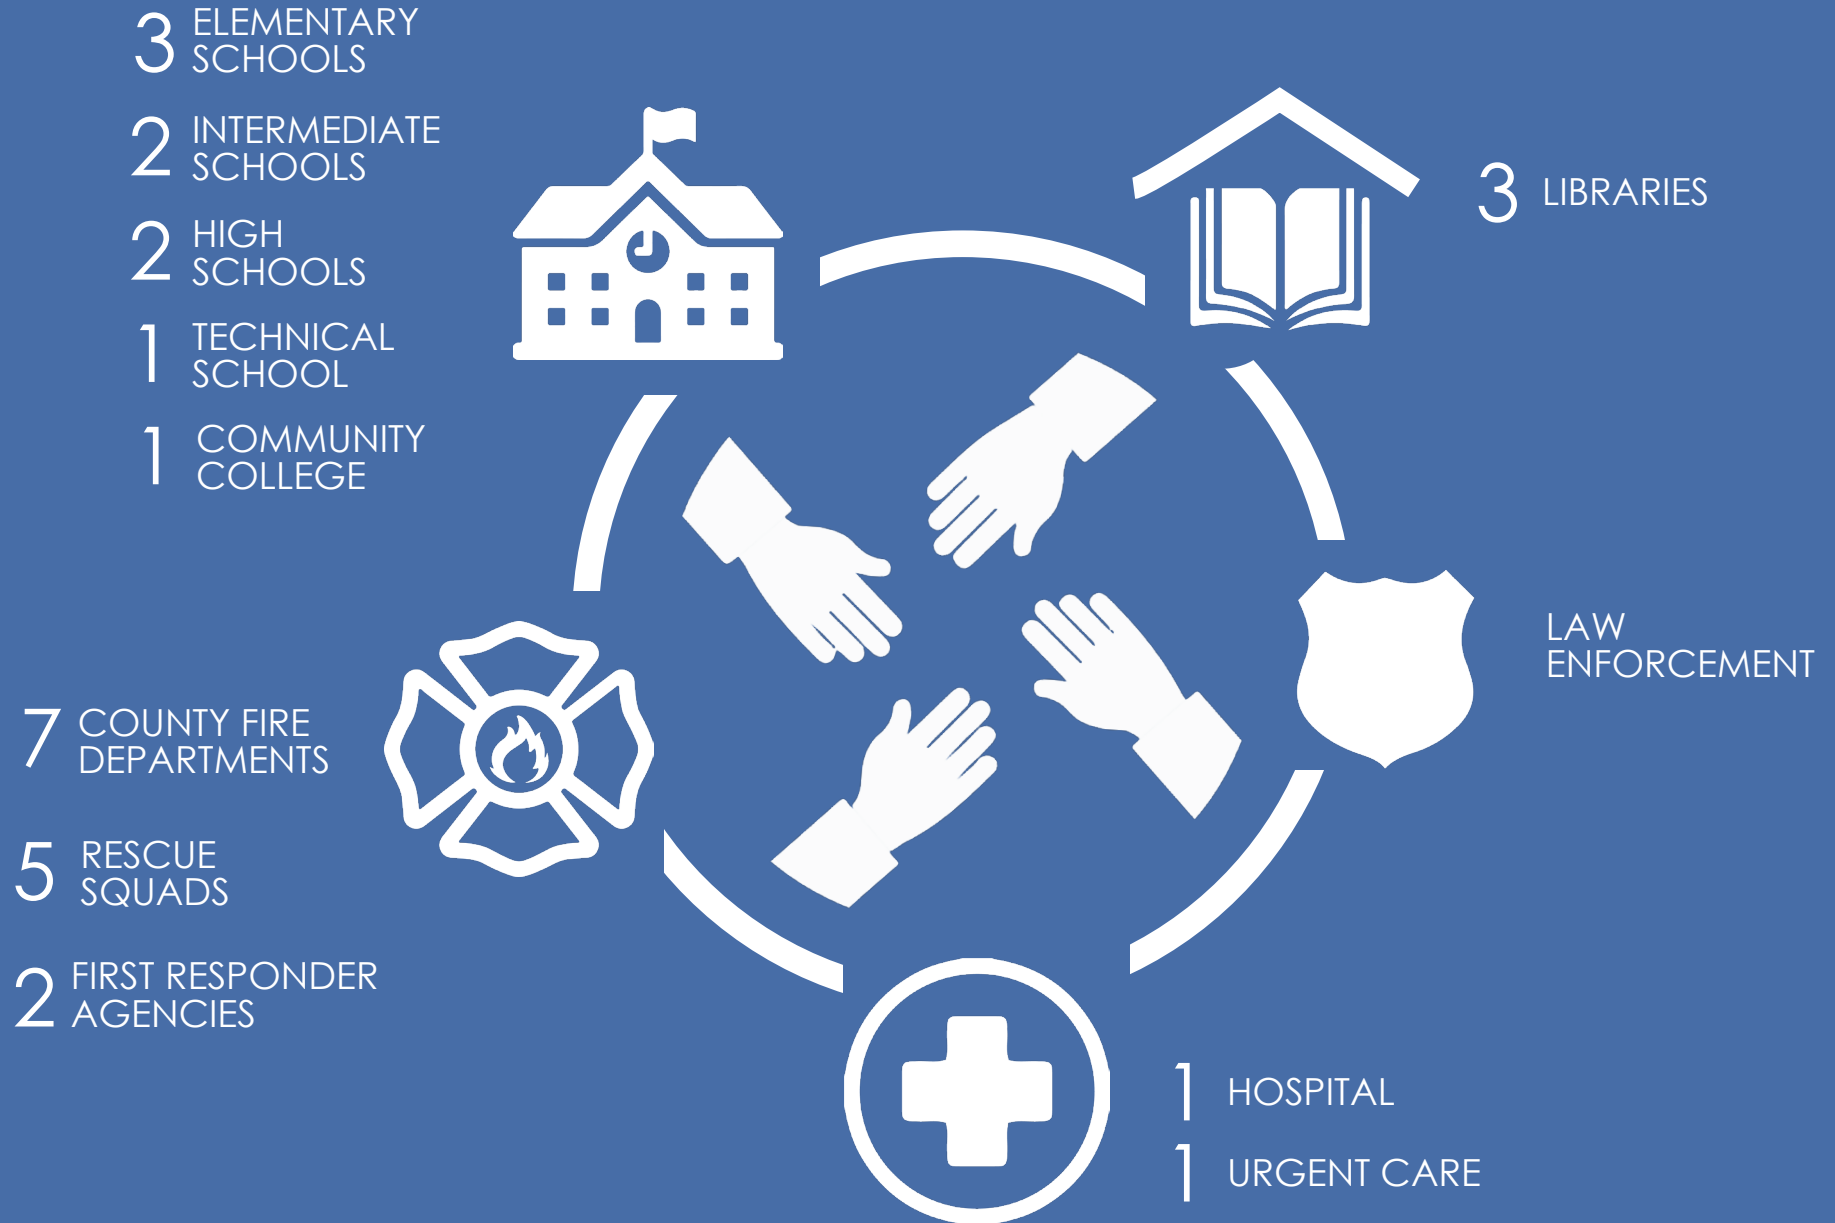 3 ELEMENTARY
SCHOOLS
2 INTERMEDIATE
SCHOOLS
2 HIGH
SCHOOLS
1 TECHNICAL
SCHOOL
1 COMMUNITY
COLLEGE
3 LIBRARIES
LAW
ENFORCEMENT
7 COUNTY FIRE
DEPARTMENTS
5 RESCUE
SQUADS
2 FIRST RESPONDER
AGENCIES
1 HOSPITAL
1 URGENT CARE